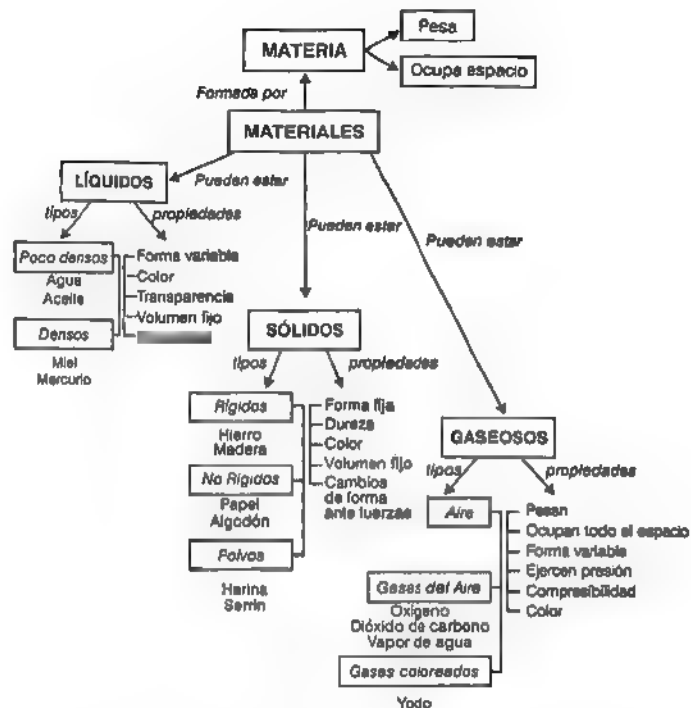 MATERIA
Pesa
Ocupa espacio
Formada por
MATERIALES
LÍQUIDOS
Pueden estar
Pueden estar
Pueden estar
tipos
propiedades
Poco densos
Agua
Aceite
Densos
Miel
Mercurio
Forma variable
Color
Transparencia
Volumen fijo
SÓLIDOS
tipos
propiedades
Rígidos
Hierro
Madera
No Rígidos
Papel
Algodón
Polvos
Harina
Serrin
Forma fija
Dureza
Color
Volumen fijo
Cambios
de forma
ante fuerzas
GASEOSOS
tipos
propiedades
Aire
Gases del Aire
Oxígeno
Dióxido de carbono
Vapor de agua
Gases coloreados
Yodo
Pesan
Ocupan todo el espacio
Forma variable
Ejercen presión
Compresibilidad
Color